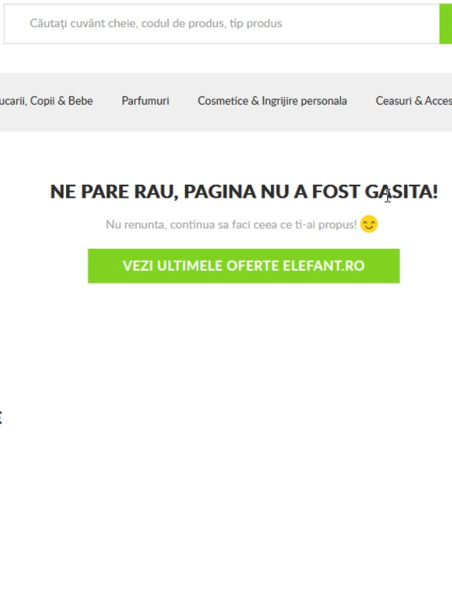 Căutați cuvânt cheie, codul de produs, tip produs
ucarii, Copii & Bebe Parfumuri Cosmetice & Ingrijire personala Ceasuri & Acces
NE PARE RAU, PAGINA NU A FOST GASITA!
Nu renunta, continua sa faci ceea ce ti-ai propus! 😊
VEZI ULTIMELE OFERTE ELEFANT.RO
E